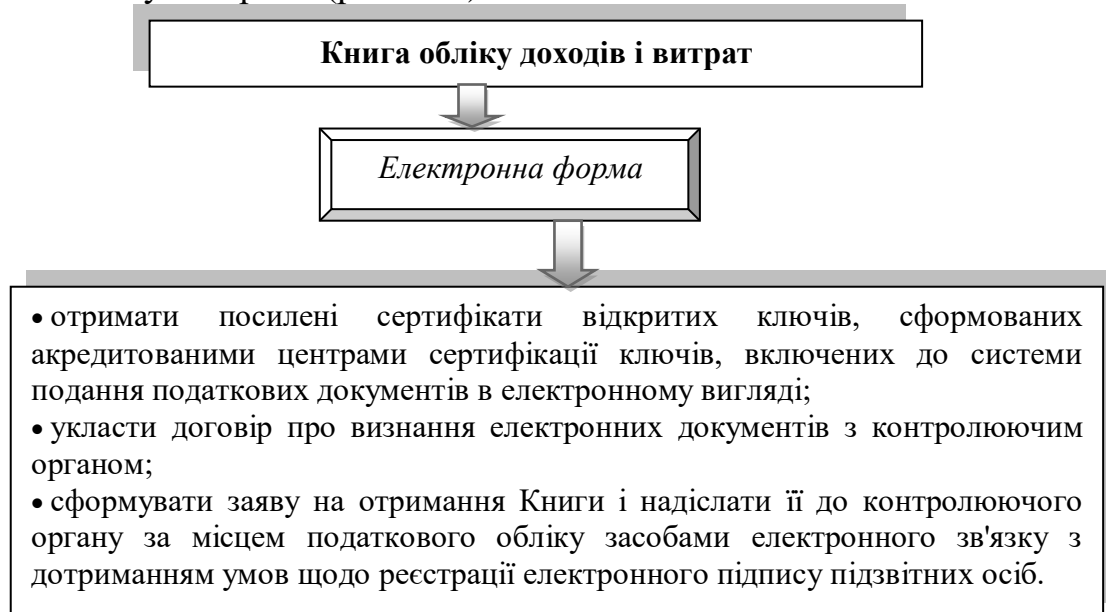 Книга обліку доходів і витрат
Електронна форма
• отримати посилені сертифікати відкритих ключів, сформованих
акредитованими центрами сертифікації ключів, включених до системи
подання податкових документів в електронному вигляді;
• укласти договір про визнання електронних документів з контролюючим
органом;
• сформувати заяву на отримання Книги і надіслати її до контролюючого
органу за місцем податкового обліку засобами електронного зв'язку з
дотриманням умов щодо реєстрації електронного підпису підзвітних осіб.